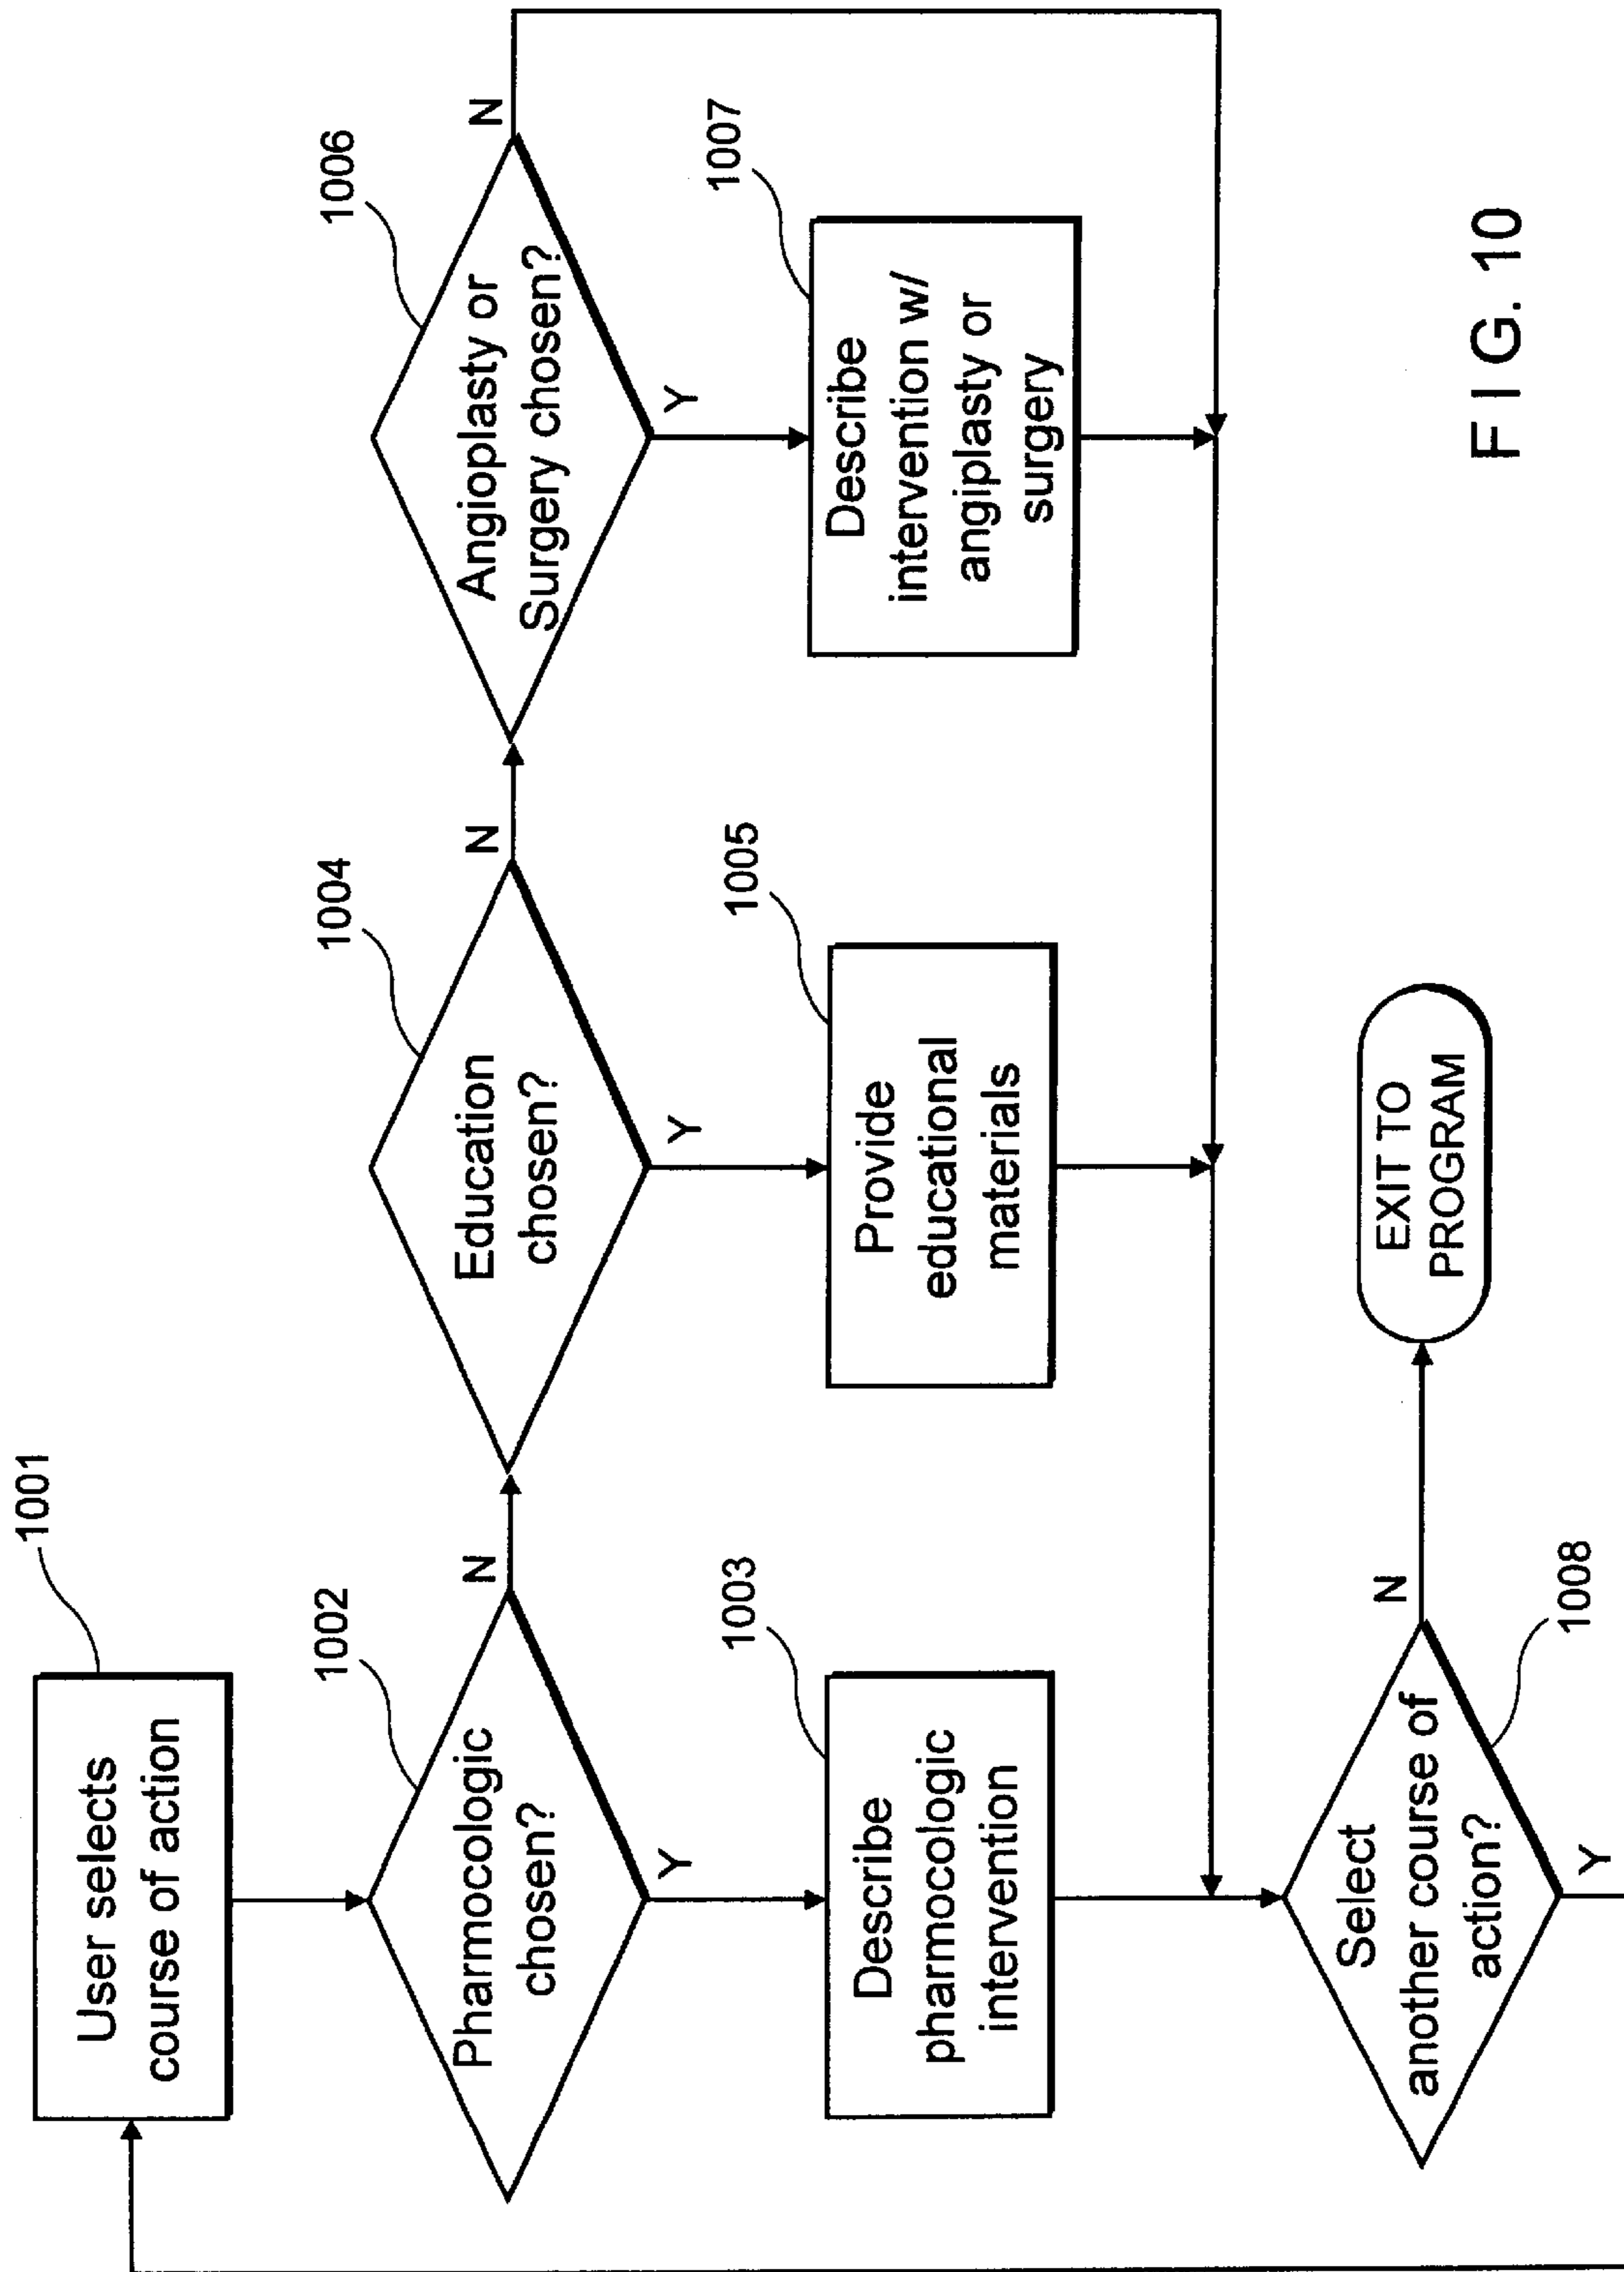 1001
User selects
course of action
1002
Pharmocologic
chosen?
N
Y
1004
Education
chosen?
N
Y
1006
Angioplasty or
Surgery chosen?
N
Y
1003
Describe
pharmocologic
intervention
1005
Provide
educational
materials
1007
Describe
intervention w/
angiplasty or
surgery
Select
another course of
action?
N
1008
Y
EXIT TO
PROGRAM
FIG. 10